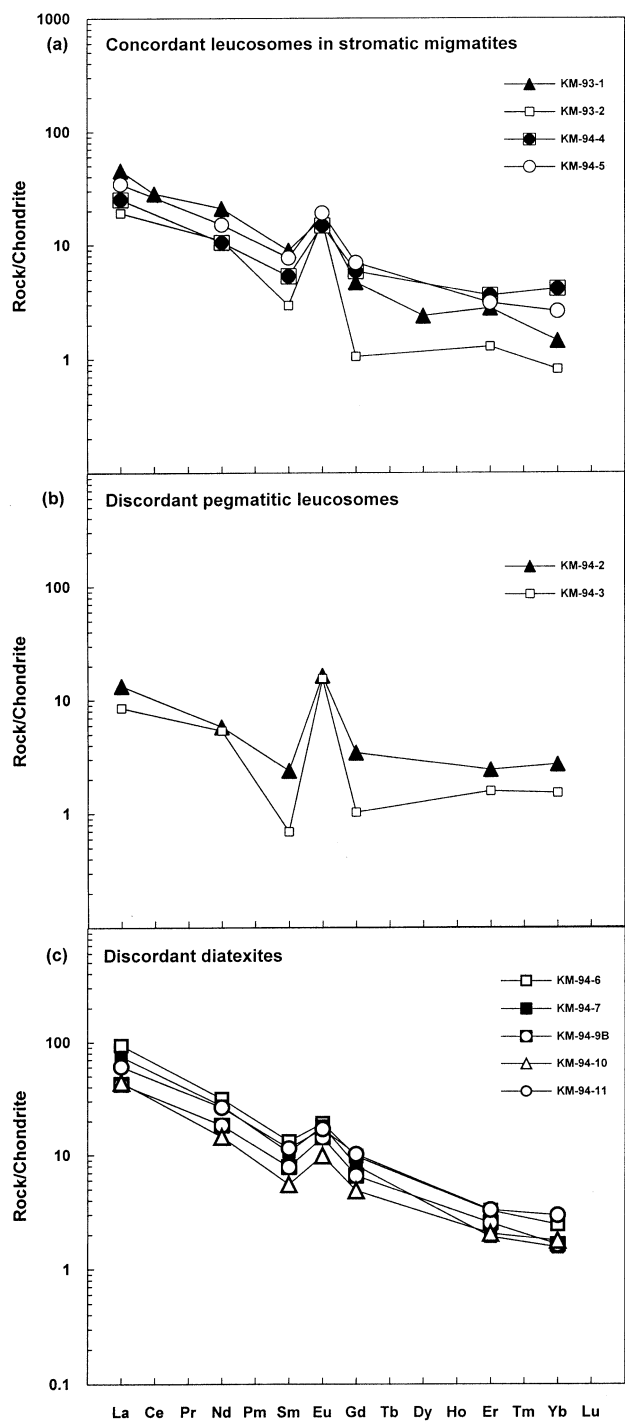 (a) Concordant leucosomes in stromatic migmatites
1000
100
10
1
Rock/Chondrite
KM-93-1
KM-93-2
KM-94-4
KM-94-5
(b) Discordant pegmatitic leucosomes
100
10
1
Rock/Chondrite
KM-94-2
KM-94-3
(c) Discordant diatexites
100
10
1
0.1
Rock/Chondrite
KM-94-6
KM-94-7
KM-94-9B
KM-94-10
KM-94-11
La Ce Pr Nd Pm Sm Eu Gd Tb Dy Ho Er Tm Yb Lu